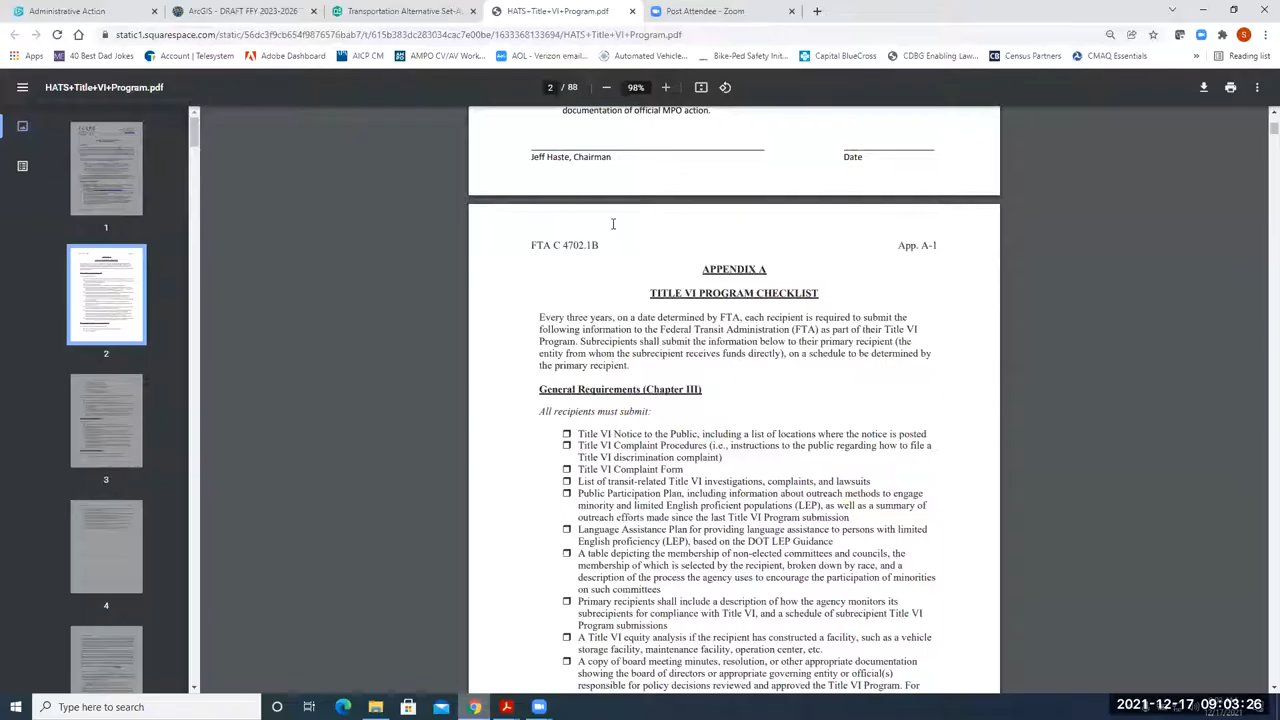 Administrative Action
ArcGIS - DRAFT FFY 2023-2026
Transportation Alternative Set-A
HATS+Title+VI+Program.pdf
Post Attendee - Zoom
static1.squarespace.com/static/56dc3f9cb654f9876576bab7/t/615b383dc283034cac7e00be/1633368133694/HATS+Title+VI+Program.pdf
Apps
40 Best Dad Jokes
Account | Telesystem
Adobe Dashboard
AICP CM
AMPO CV/AV Work...
AOL - Verizon email...
Automated Vehicle...
Bike-Ped Safety Init...
Capital BlueCross
CDBG Enabling Law...
Census Partners
CMAQ Essentials
Reading list
HATS+Title+VI+Program.pdf
2 / 88
98%
documentation of official MPO action.
Jeff Haste, Chairman Date
FTA C 4702.1B App. A-1
APPENDIX A
TITLE VI PROGRAM CHECKLIST
Every three years, on a date determined by FTA, each recipient is required to submit the
following information to the Federal Transit Administration (FTA) as part of their Title VI
Program. Subrecipients shall submit the information below to their primary recipient (the
entity from whom the subrecipient receives funds directly), on a schedule to be determined by
the primary recipient.
General Requirements (Chapter III)
All recipients must submit:
Title VI Notice to the Public, including a list of locations where the notice is posted
Title VI Complaint Procedures (i.e., instructions to the public regarding how to file a
Title VI discrimination complaint)
Title VI Complaint Form
List of transit-related Title VI investigations, complaints, and lawsuits
Public Participation Plan, including information about outreach methods to engage
minority and limited English proficient populations (LEP), as well as a summary of
outreach efforts made since the last Title VI Program submission
Language Assistance Plan for providing language assistance to persons with limited
English proficiency (LEP), based on the DOT LEP Guidance
A table depicting the membership of non-elected committees and councils, the
membership of which is selected by the recipient, broken down by race, and a
description of the process the agency uses to encourage the participation of minorities
on such committees
Primary recipients shall include a description of how the agency monitors its
subrecipients for compliance with Title VI, and a schedule of subrecipient Title VI
Program submissions
A Title VI equity analysis if the recipient has constructed a facility, such as a vehicle
storage facility, maintenance facility, operation center, etc.
A copy of board meeting minutes, resolution, or other appropriate documentation
showing the board of directors or appropriate governing entity or official(s)
responsible for policy decisions reviewed and approved the Title VI Program. For
1
2
3
4
Type here to search
2021-12-17 09:03:26